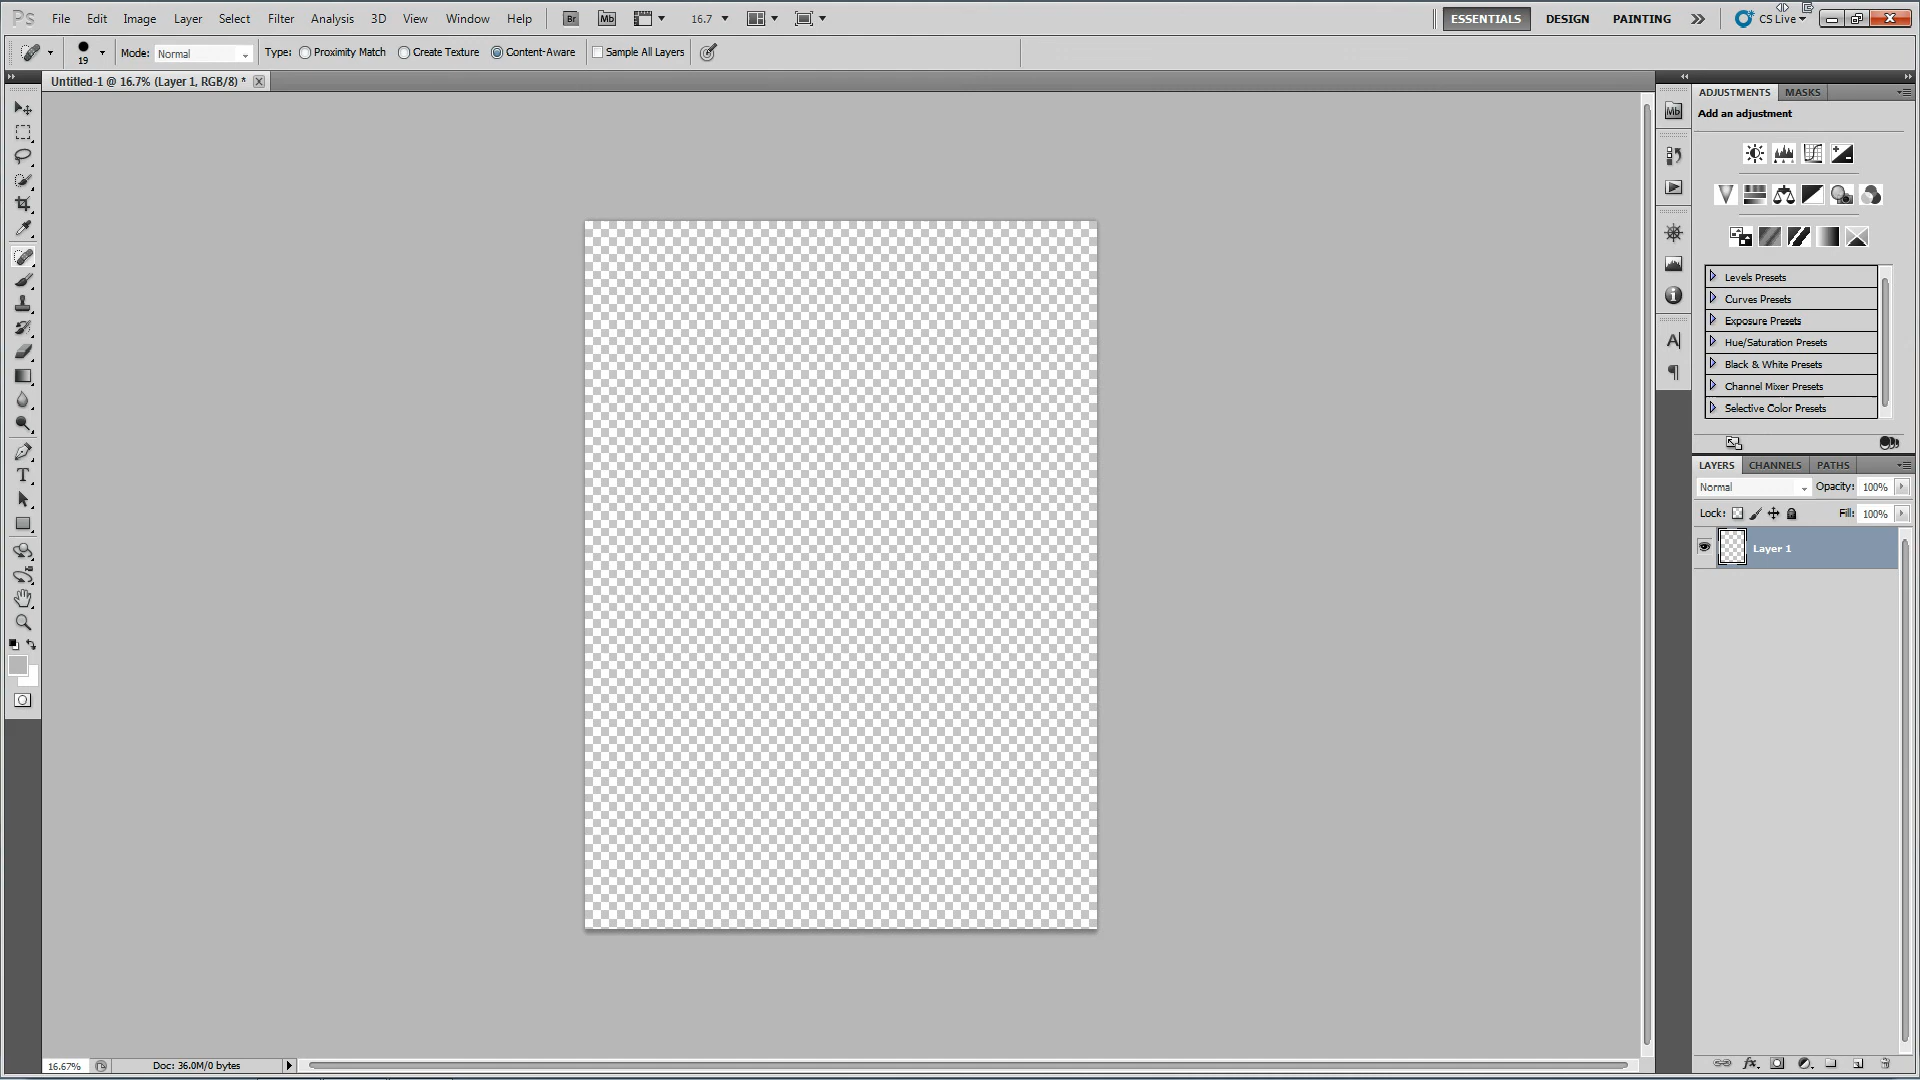 Ps File Edit Image Layer Select Filter Analysis 3D View Window Help Br Mb 16.7 ESSENTIALS DESIGN PAINTING CS Live
19 Mode: Normal Type: Proximity Match Create Texture Content-Aware Sample All Layers
Untitled-1 @ 16.7% (Layer 1, RGB/8) *
ADJUSTMENTS MASKS
Mb
Add an adjustment
Levels Presets
Curves Presets
Exposure Presets
Hue/Saturation Presets
Black & White Presets
Channel Mixer Presets
Selective Color Presets
LAYERS CHANNELS PATHS
Normal Opacity: 100%
Lock: Fill: 100%
Layer 1
16.67% Doc: 36.0M/0 bytes